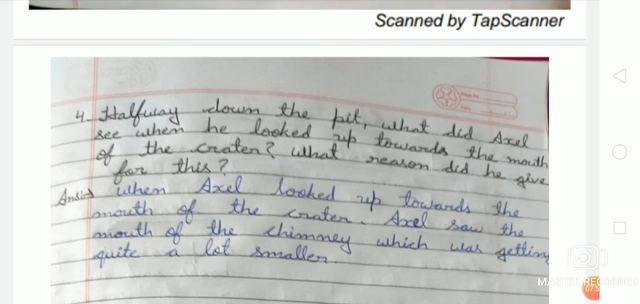 Scanned by TapScanner
4. Halfway down the pit, what did Axel
see when he looked up towards the mouth
of the crater? What reason did he give
for this?
When Axel looked up towards the
mouth of the crater. Axel saw the
mouth of the chimney which was getting
quite a lot smaller